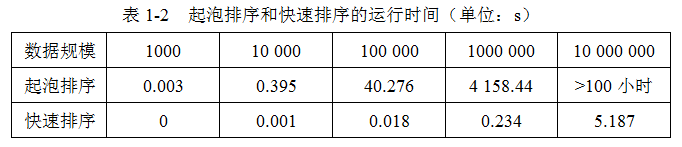 表 1-2 起泡排序和快速排序的运行时间（单位：s）
数据规模 1000 10 000 100 000 1000 000 10 000 000
起泡排序 0.003 0.395 40.276 4 158.44 >100 小时
快速排序 0 0.001 0.018 0.234 5.187